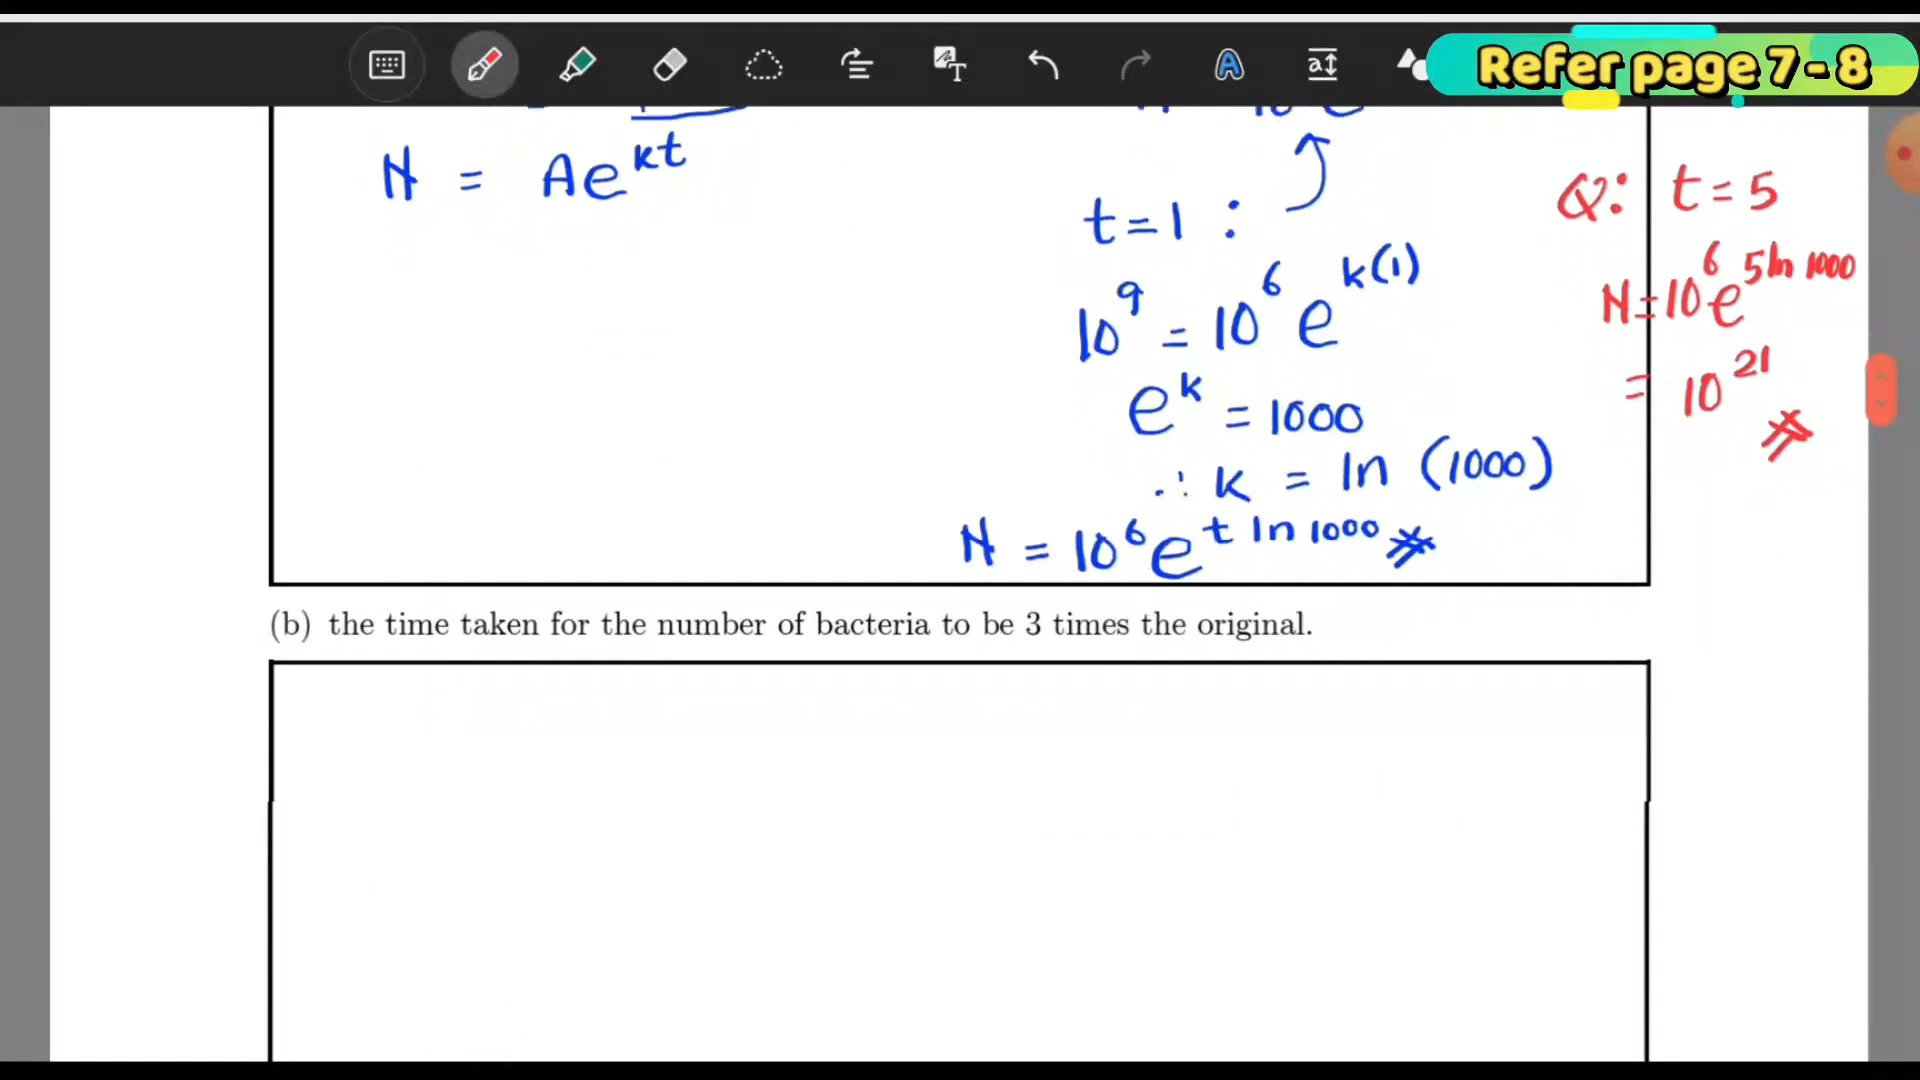 Refer page 7 - 8
N = Ae^{kt}
t = 1 :
10^9 = 10^6 e^{k(1)}
e^k = 1000
∴ k = ln (1000)
N = 10^6 e^{t ln 1000} #
Q: t = 5
N = 10^6 e^{5 ln 1000}
= 10^{21} #
(b) the time taken for the number of bacteria to be 3 times the original.